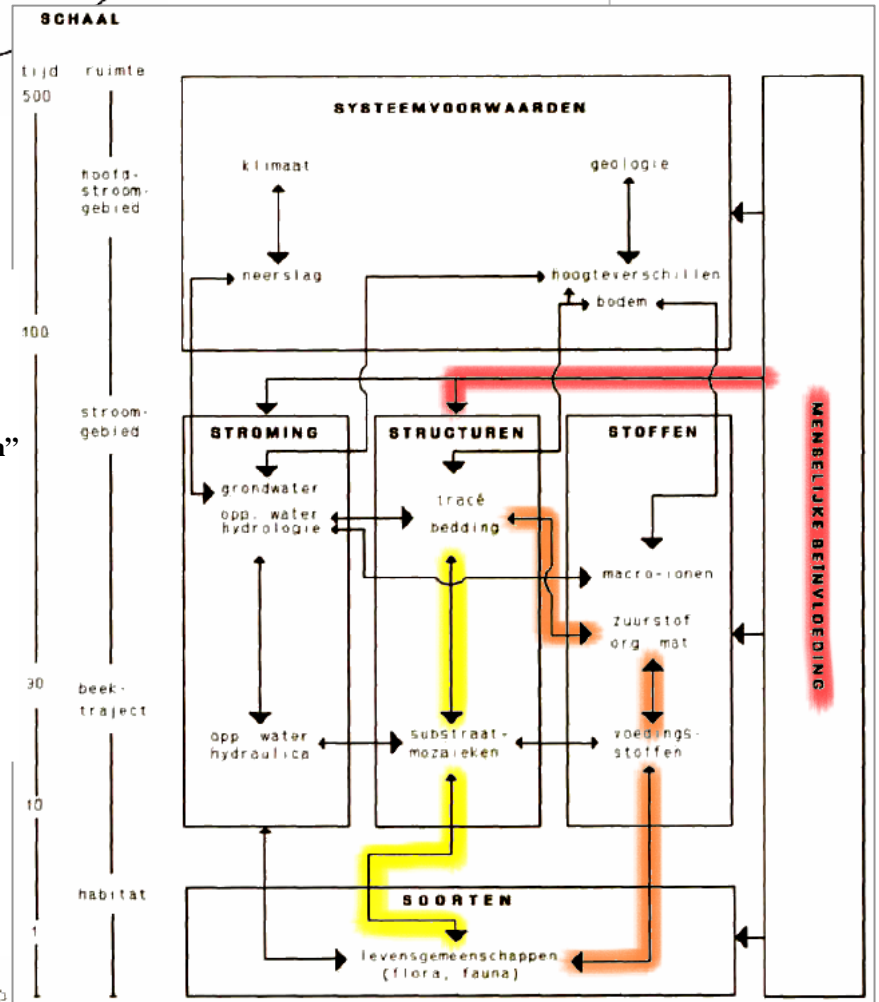 SCHAAL
tijd ruimte
500
SYSTEEMVOORWAARDEN
klimaat
geologie
hoofd-
stroom-
gebied
neerslag
hoogteverschillen
bodem
100
stroom-
gebied
n”
STROMING
STRUCTUREN
STOFFEN
MENSELIJKE BEÏNVLOEDING
grondwater
opp. water
hydrologie
tracé
bedding
macro-ionen
zuurstof
org mat
30
beek-
traject
opp water
hydraulica
substraat-
mozaieken
voedings-
stoffen
10
habitat
SOORTEN
1
levensgemeenschappen
(flora, fauna)